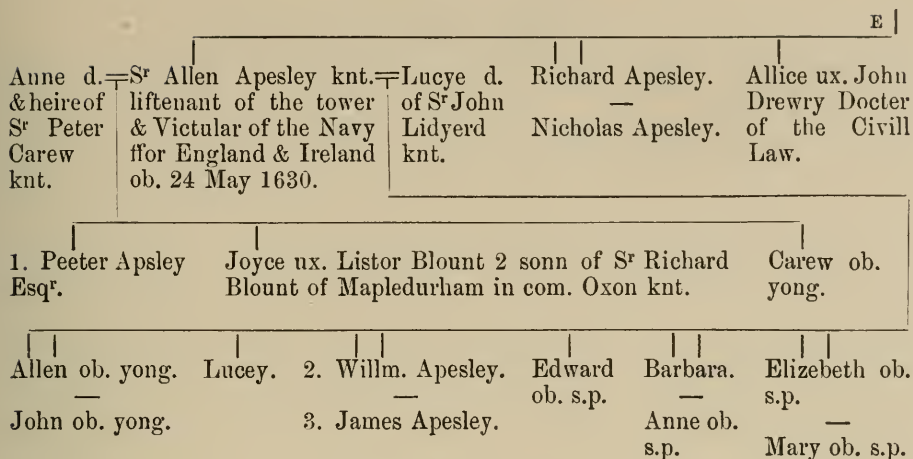 E
Anne d. & heire of Sʳ Peter Carew knt.
Sʳ Allen Apesley knt. liftenant of the tower & Victular of the Navy ffor England & Ireland ob. 24 May 1630.
Lucye d. of Sʳ John Lidyerd knt.
Richard Apesley.
—
Nicholas Apesley.
Allice ux. John Drewry Docter of the Civill Law.
1. Peeter Apsley
Esqʳ.
Joyce ux. Listor Blount 2 sonn of Sʳ Richard
Blount of Mapledurham in com. Oxon knt.
Carew ob.
yong.
Allen ob. yong.
—
John ob. yong.
Lucey.
2. Willm. Apesley.
—
3. James Apesley.
Edward
ob. s.p.
Barbara.
—
Anne ob.
s.p.
Elizebeth ob.
s.p.
—
Mary ob. s.p.